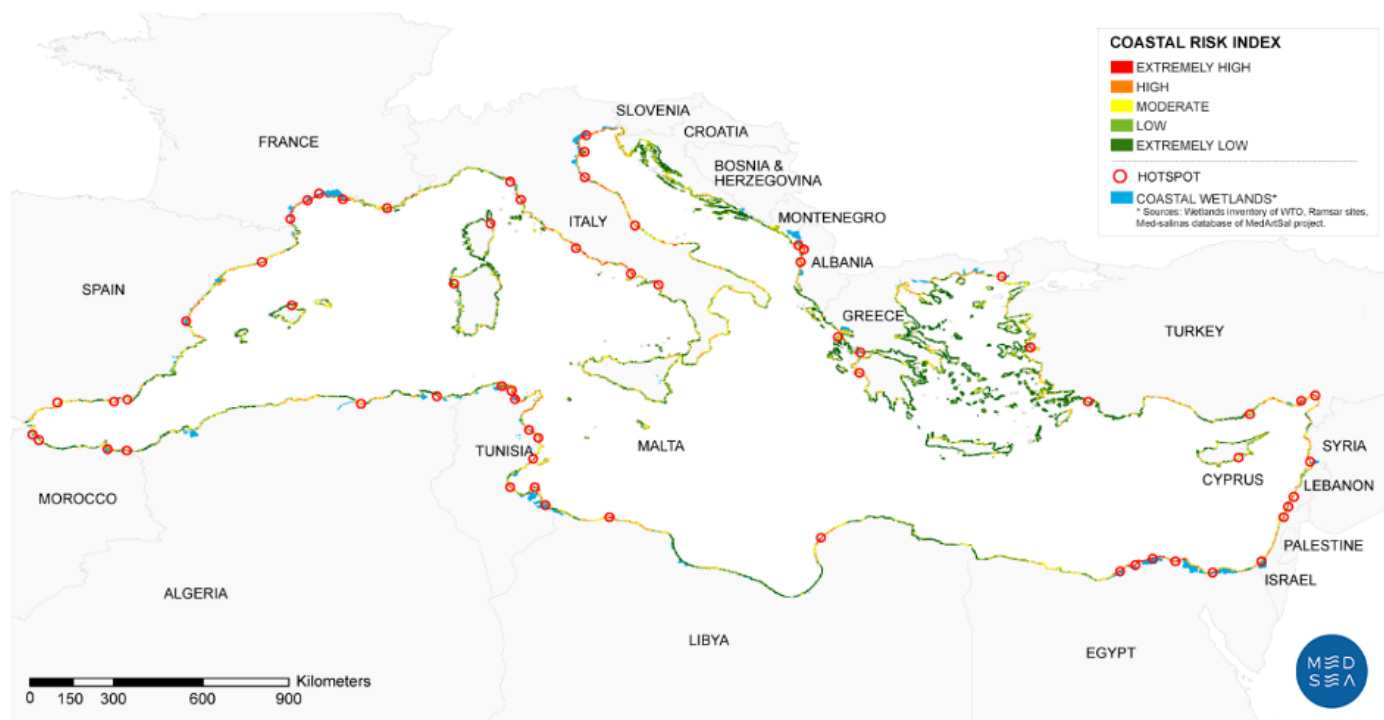 COASTAL RISK INDEX
EXTREMELY HIGH
HIGH
MODERATE
LOW
EXTREMELY LOW
HOTSPOT
COASTAL WETLANDS*
* Sources: Wetlands inventory of WTO, Ramsar sites,
Med-salinas database of MedArtSal project.
SLOVENIA
CROATIA
FRANCE
BOSNIA &
HERZEGOVINA
MONTENEGRO
ITALY
ALBANIA
SPAIN
GREECE
TURKEY
MALTA
TUNISIA
SYRIA
CYPRUS
LEBANON
MOROCCO
PALESTINE
ISRAEL
ALGERIA
LIBYA
EGYPT
Kilometers
0 150 300 600 900
MED
SEA